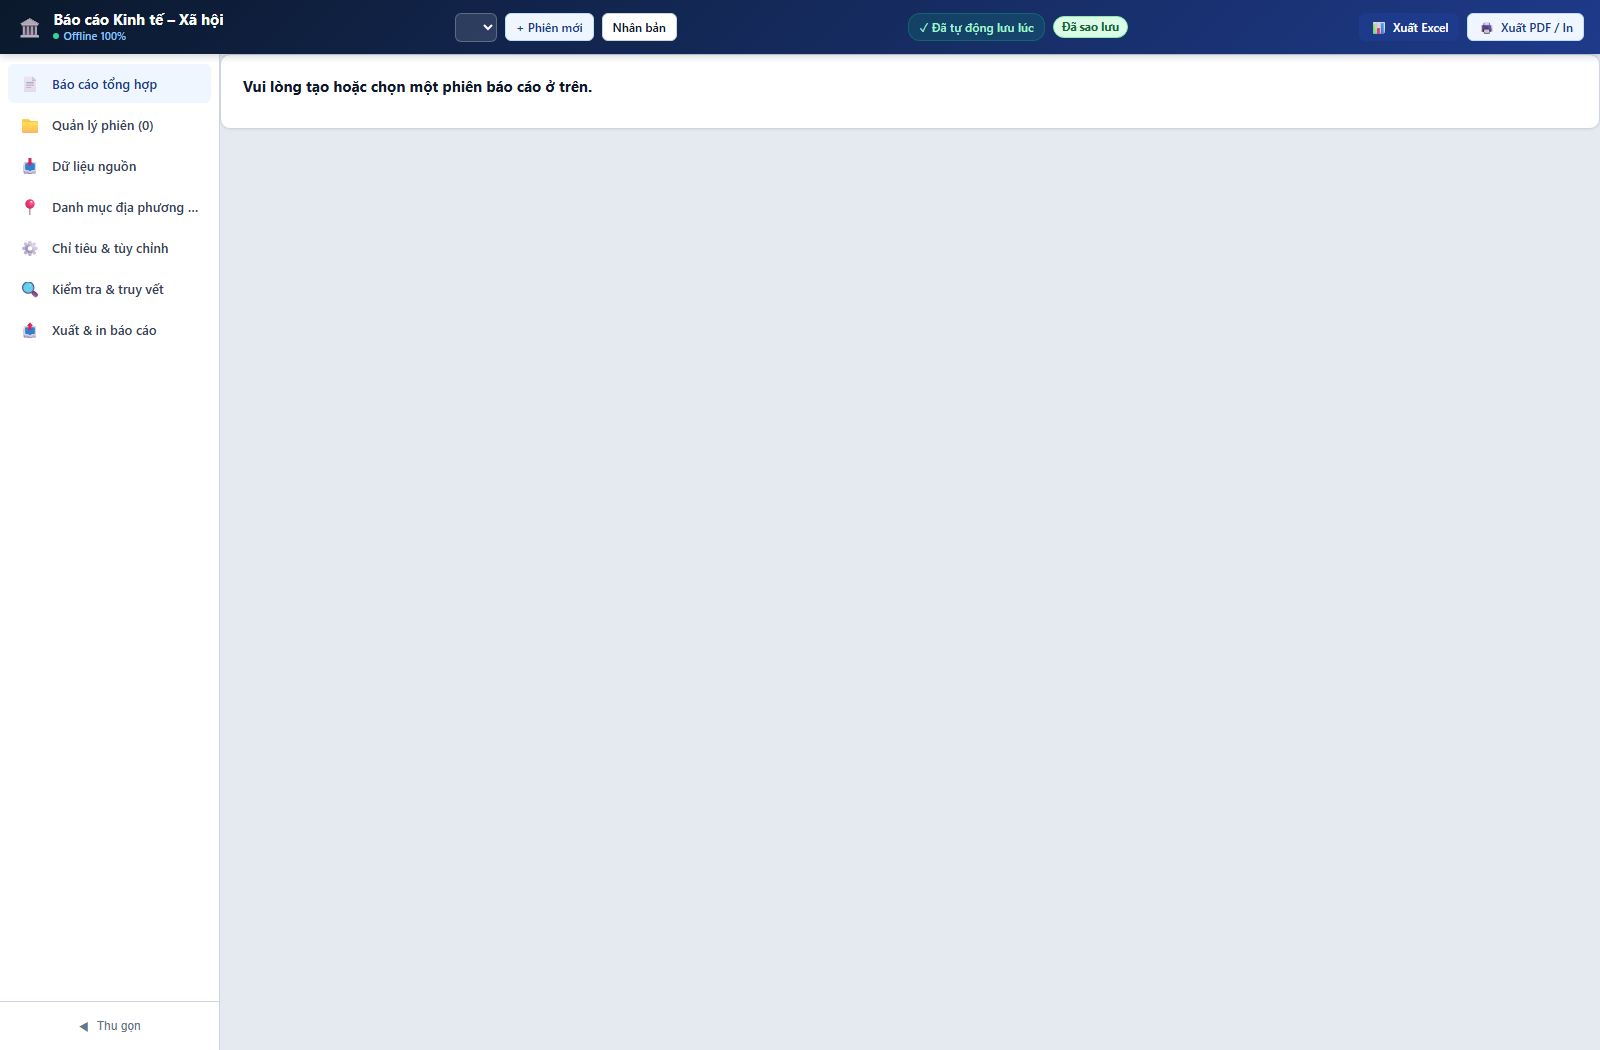 Báo cáo Kinh tế – Xã hội
Offline 100%
+ Phiên mới
Nhân bản
✓ Đã tự động lưu lúc
Đã sao lưu
Xuất Excel
Xuất PDF / In
Báo cáo tổng hợp
Quản lý phiên (0)
Dữ liệu nguồn
Danh mục địa phương ...
Chỉ tiêu & tùy chỉnh
Kiểm tra & truy vết
Xuất & in báo cáo
Vui lòng tạo hoặc chọn một phiên báo cáo ở trên.
◀ Thu gọn